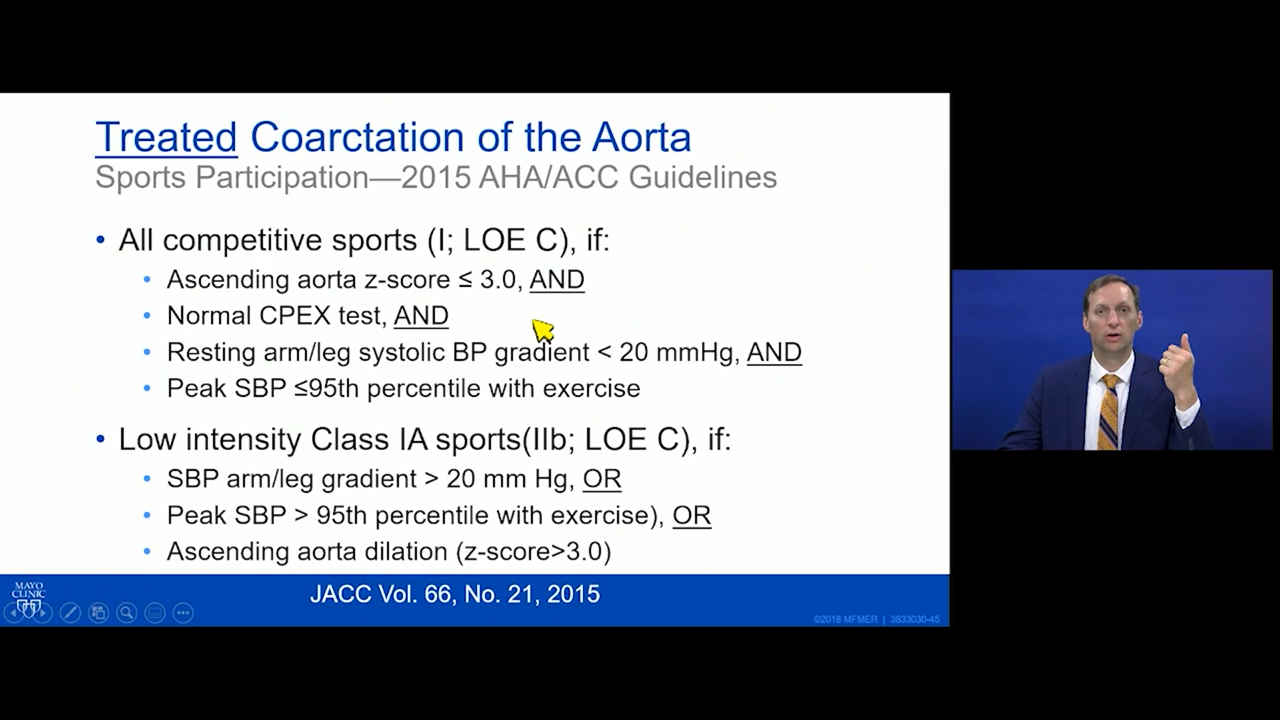 Treated Coarctation of the Aorta
Sports Participation—2015 AHA/ACC Guidelines
• All competitive sports (I; LOE C), if:
• Ascending aorta z-score ≤ 3.0, AND
• Normal CPEX test, AND
• Resting arm/leg systolic BP gradient < 20 mmHg, AND
• Peak SBP ≤95th percentile with exercise
• Low intensity Class IA sports(IIb; LOE C), if:
• SBP arm/leg gradient > 20 mm Hg, OR
• Peak SBP > 95th percentile with exercise), OR
• Ascending aorta dilation (z-score>3.0)
MAYO
CLINIC
JACC Vol. 66, No. 21, 2015
©2018 MFMER | 3833030-45